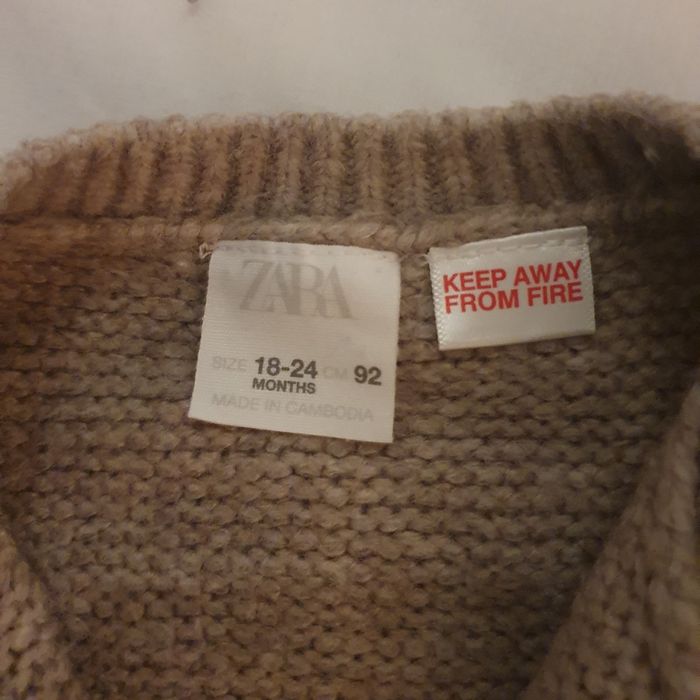 ZARA
SIZE 18-24 CM 92
MONTHS
MADE IN CAMBODIA
KEEP AWAY
FROM FIRE